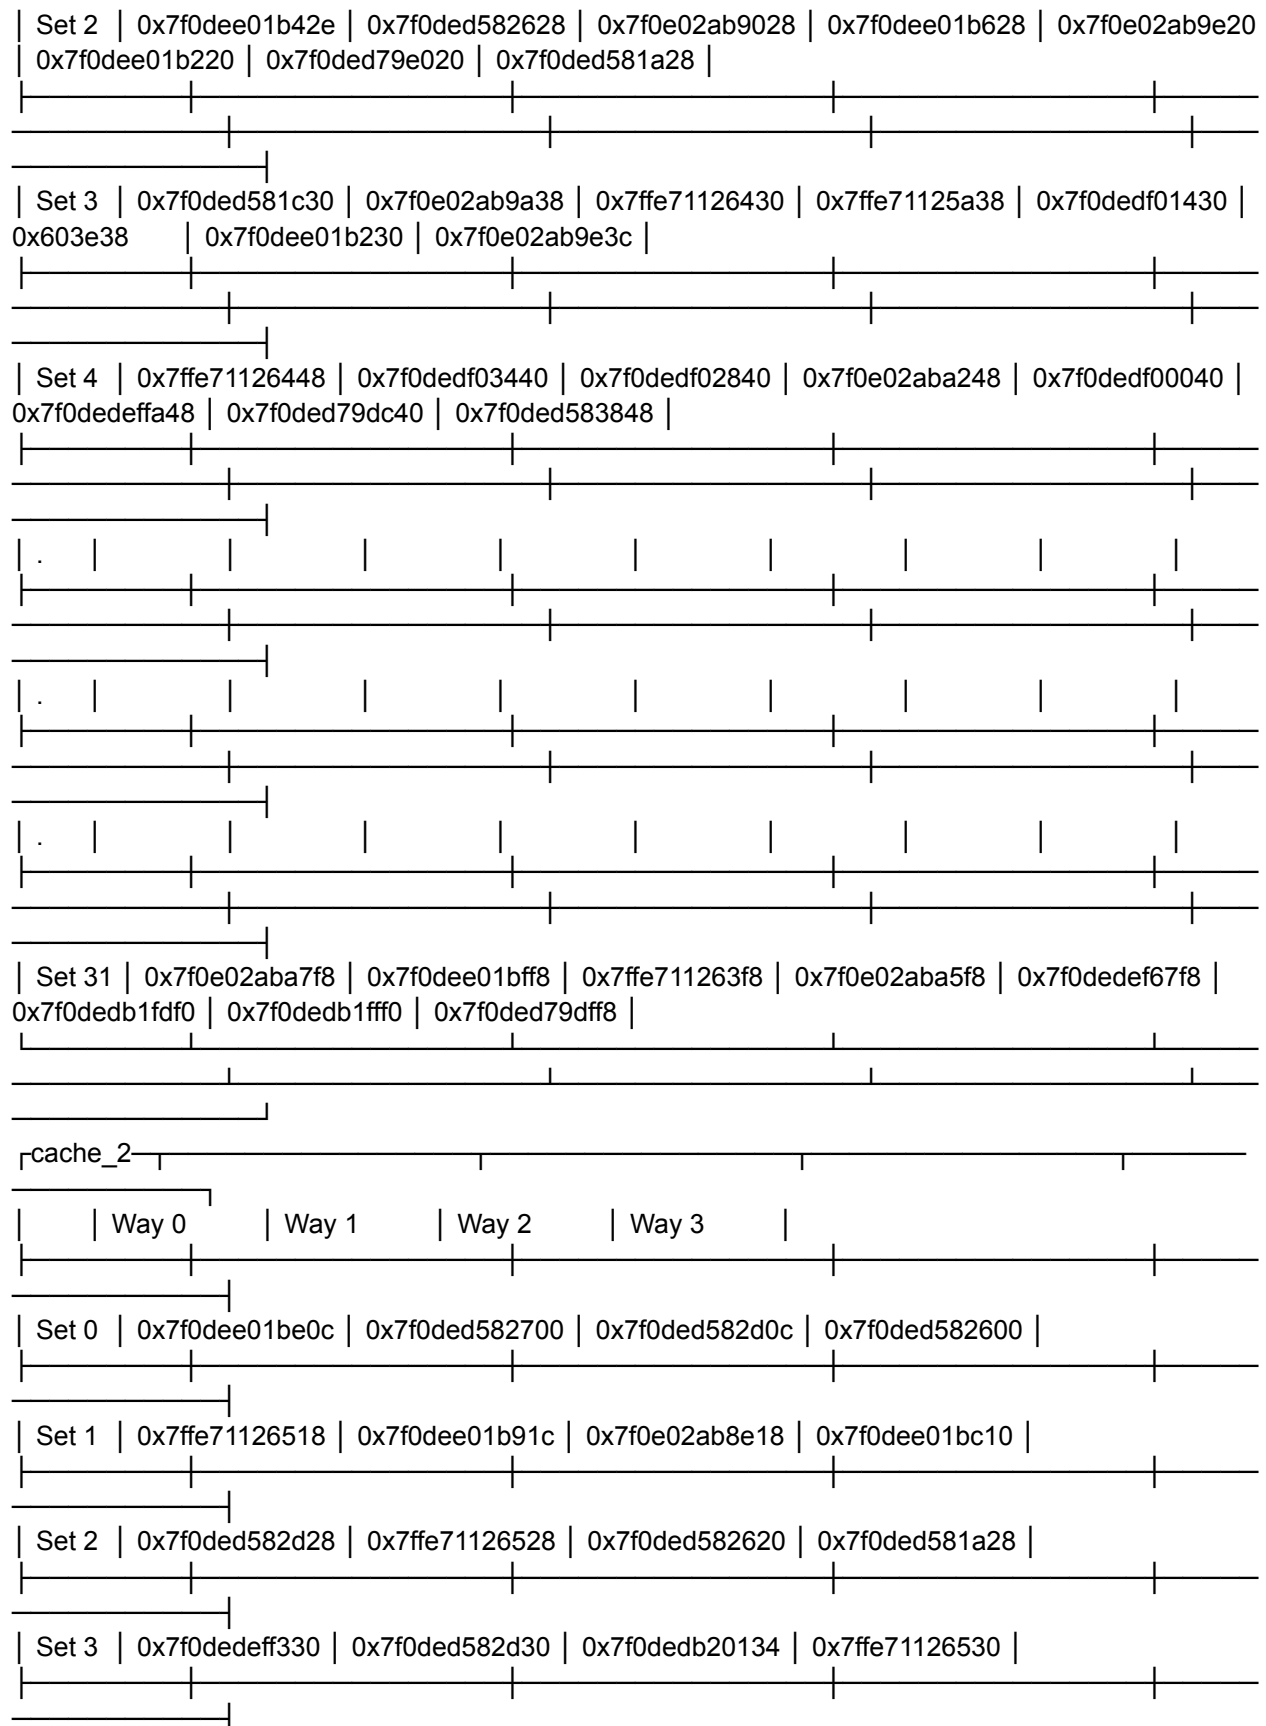 │ Set 2 │ 0x7f0dee01b42e │ 0x7f0ded582628 │ 0x7f0e02ab9028 │ 0x7f0dee01b628 │ 0x7f0e02ab9e20
│ 0x7f0dee01b220 │ 0x7f0ded79e020 │ 0x7f0ded581a28 │
│ Set 3 │ 0x7f0ded581c30 │ 0x7f0e02ab9a38 │ 0x7ffe71126430 │ 0x7ffe71125a38 │ 0x7f0dedf01430 │
0x603e38 │ 0x7f0dee01b230 │ 0x7f0e02ab9e3c │
│ Set 4 │ 0x7ffe71126448 │ 0x7f0dedf03440 │ 0x7f0dedf02840 │ 0x7f0e02aba248 │ 0x7f0dedf00040 │
0x7f0dedeffa48 │ 0x7f0ded79dc40 │ 0x7f0ded583848 │
│ . │ │ │ │ │ │ │ │ │
│ . │ │ │ │ │ │ │ │ │
│ . │ │ │ │ │ │ │ │ │
│ Set 31 │ 0x7f0e02aba7f8 │ 0x7f0dee01bff8 │ 0x7ffe711263f8 │ 0x7f0e02aba5f8 │ 0x7f0dedef67f8 │
0x7f0dedb1fdf0 │ 0x7f0dedb1fff0 │ 0x7f0ded79dff8 │
cache_2
│ │ Way 0 │ Way 1 │ Way 2 │ Way 3 │
│ Set 0 │ 0x7f0dee01be0c │ 0x7f0ded582700 │ 0x7f0ded582d0c │ 0x7f0ded582600 │
│ Set 1 │ 0x7ffe71126518 │ 0x7f0dee01b91c │ 0x7f0e02ab8e18 │ 0x7f0dee01bc10 │
│ Set 2 │ 0x7f0ded582d28 │ 0x7ffe71126528 │ 0x7f0ded582620 │ 0x7f0ded581a28 │
│ Set 3 │ 0x7f0dedeff330 │ 0x7f0ded582d30 │ 0x7f0dedb20134 │ 0x7ffe71126530 │